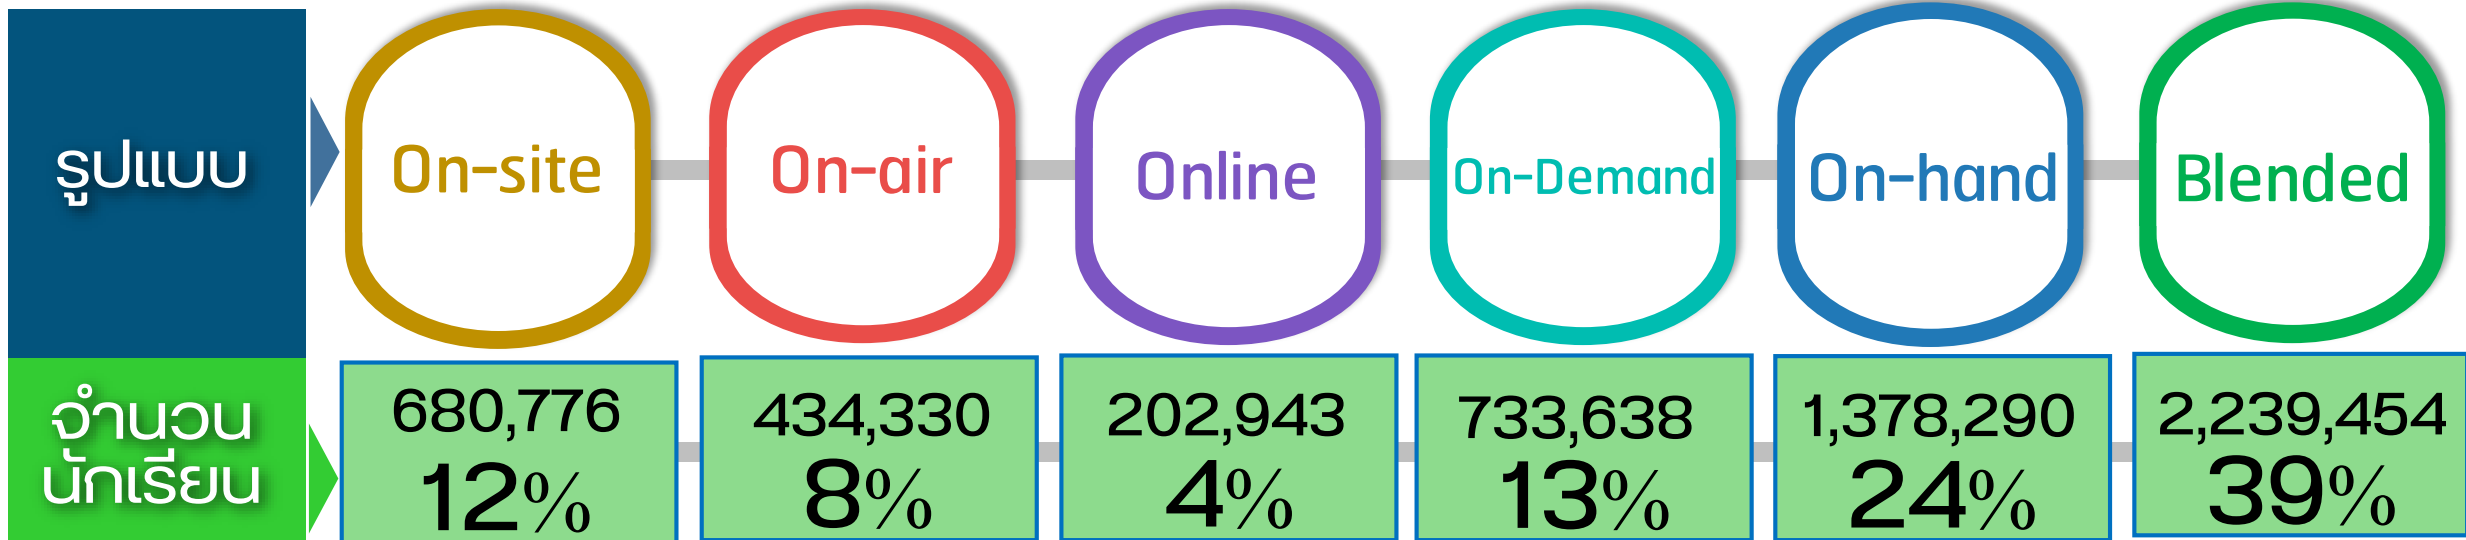 รูปแบบ
On-site
On-air
Online
On-Demand
On-hand
Blended
จำนวน
นักเรียน
680,776
12%
434,330
8%
202,943
4%
733,638
13%
1,378,290
24%
2,239,454
39%